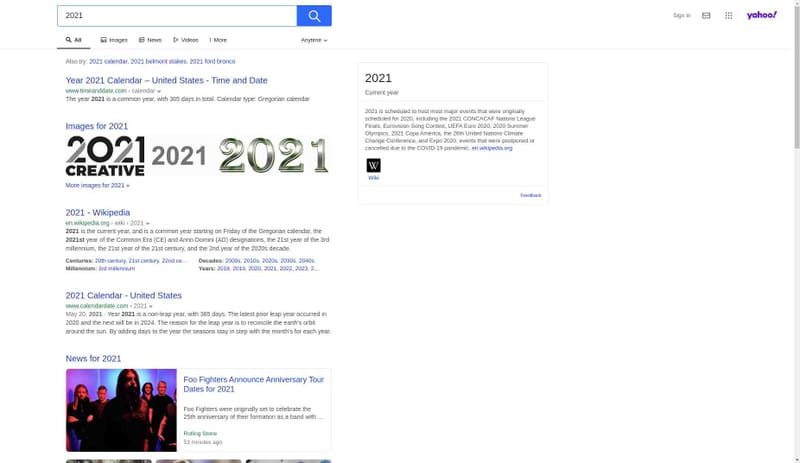 2021
Sign in
yahoo!
All
Images
News
Videos
More
Anytime
Also try: 2021 calendar, 2021 belmont stakes, 2021 ford bronco
Year 2021 Calendar – United States - Time and Date
www.timeanddate.com › calendar
The year 2021 is a common year, with 365 days in total. Calendar type: Gregorian calendar
Images for 2021
2021
CREATIVE
2021
2021
More images for 2021 »
2021 - Wikipedia
en.wikipedia.org › wiki › 2021
2021 is the current year, and is a common year starting on Friday of the Gregorian calendar, the
2021st year of the Common Era (CE) and Anno Domini (AD) designations, the 21st year of the 3rd
millennium, the 21st year of the 21st century, and the 2nd year of the 2020s decade.
Centuries: 20th century, 21st century, 22nd ce...
Decades: 2000s, 2010s, 2020s, 2030s, 2040s
Millennium: 3rd millennium
Years: 2018, 2019, 2020, 2021, 2022, 2023, 2...
2021 Calendar - United States
www.calendardate.com › 2021
May 20, 2021 · Year 2021 is a non-leap year, with 365 days. The latest prior leap year occurred in
2020 and the next will be in 2024. The reason for the leap year is to reconcile the earth's orbit
around the sun. By adding days to the year the seasons stay in step with the month's for each year.
News for 2021
Foo Fighters Announce Anniversary Tour
Dates for 2021
Foo Fighters were originally set to celebrate the
25th anniversary of their formation as a band with ...
Rolling Stone
53 minutes ago
2021
Current year
2021 is scheduled to host most major events that were originally
scheduled for 2020, including the 2021 CONCACAF Nations League
Finals, Eurovision Song Contest, UEFA Euro 2020, 2020 Summer
Olympics, 2021 Copa América, the 26th United Nations Climate
Change Conference, and Expo 2020, events that were postponed or
cancelled due to the COVID-19 pandemic. en.wikipedia.org
W
Wiki
Feedback